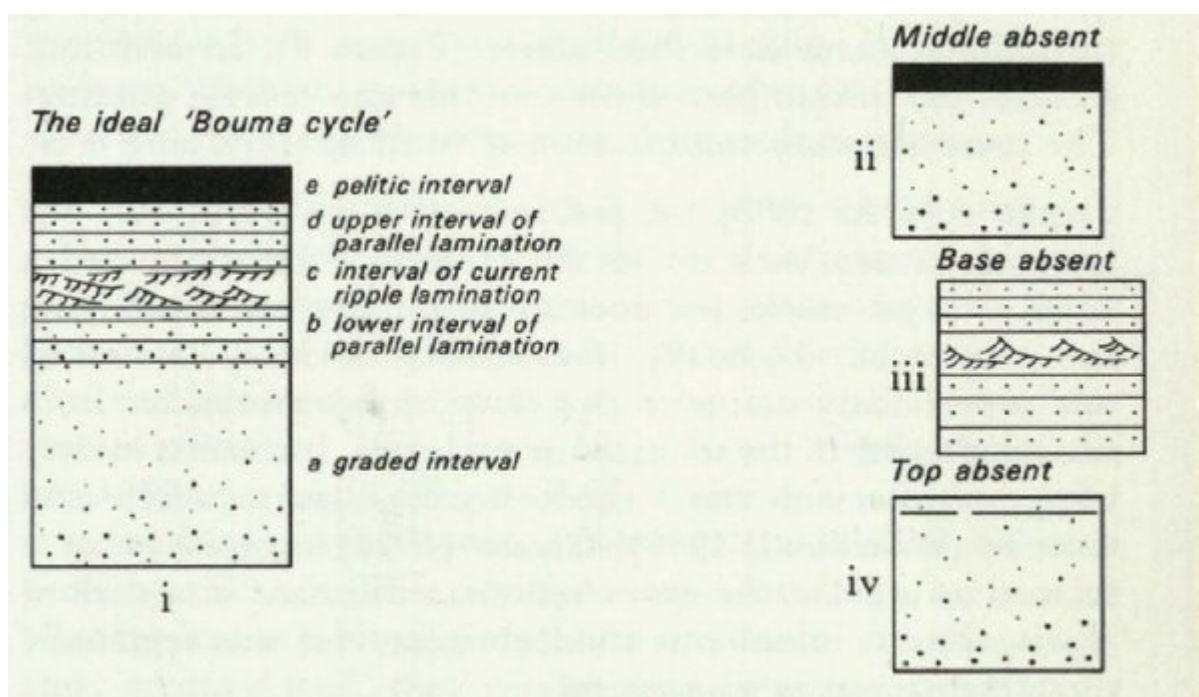 The ideal 'Bouma cycle'
e pelitic interval
d upper interval of
parallel lamination
c interval of current
ripple lamination
b lower interval of
parallel lamination
a graded interval
i
Middle absent
ii
Base absent
iii
Top absent
iv